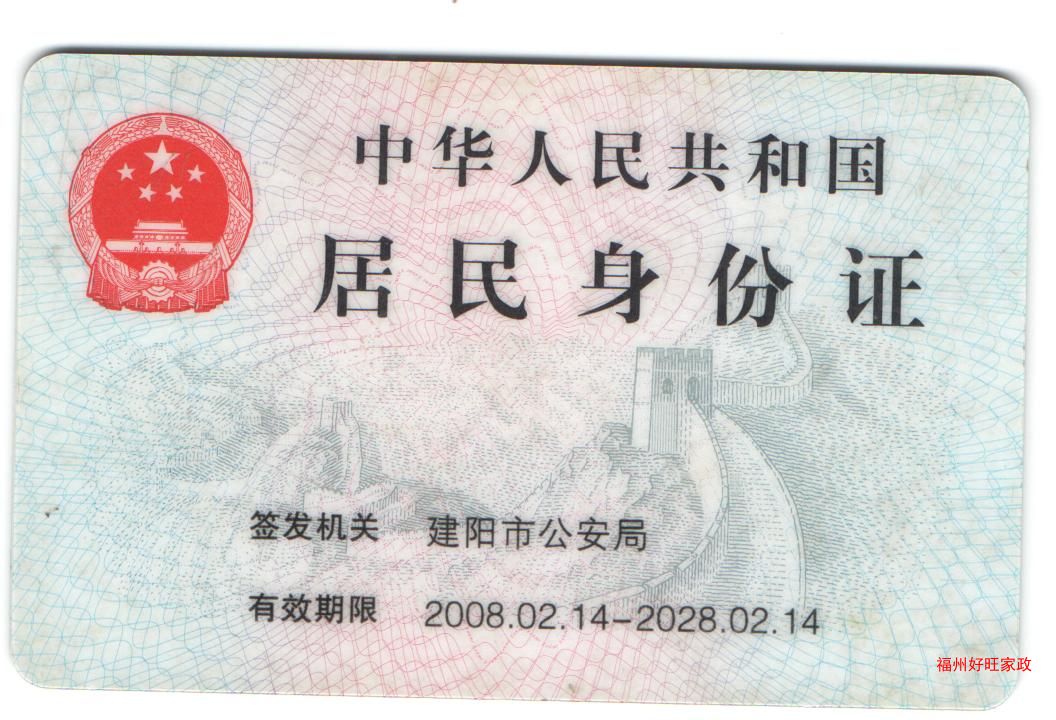 中华人民共和国
居民身份证
签发机关 建阳市公安局
有效期限 2008.02.14-2028.02.14
福州好旺家政